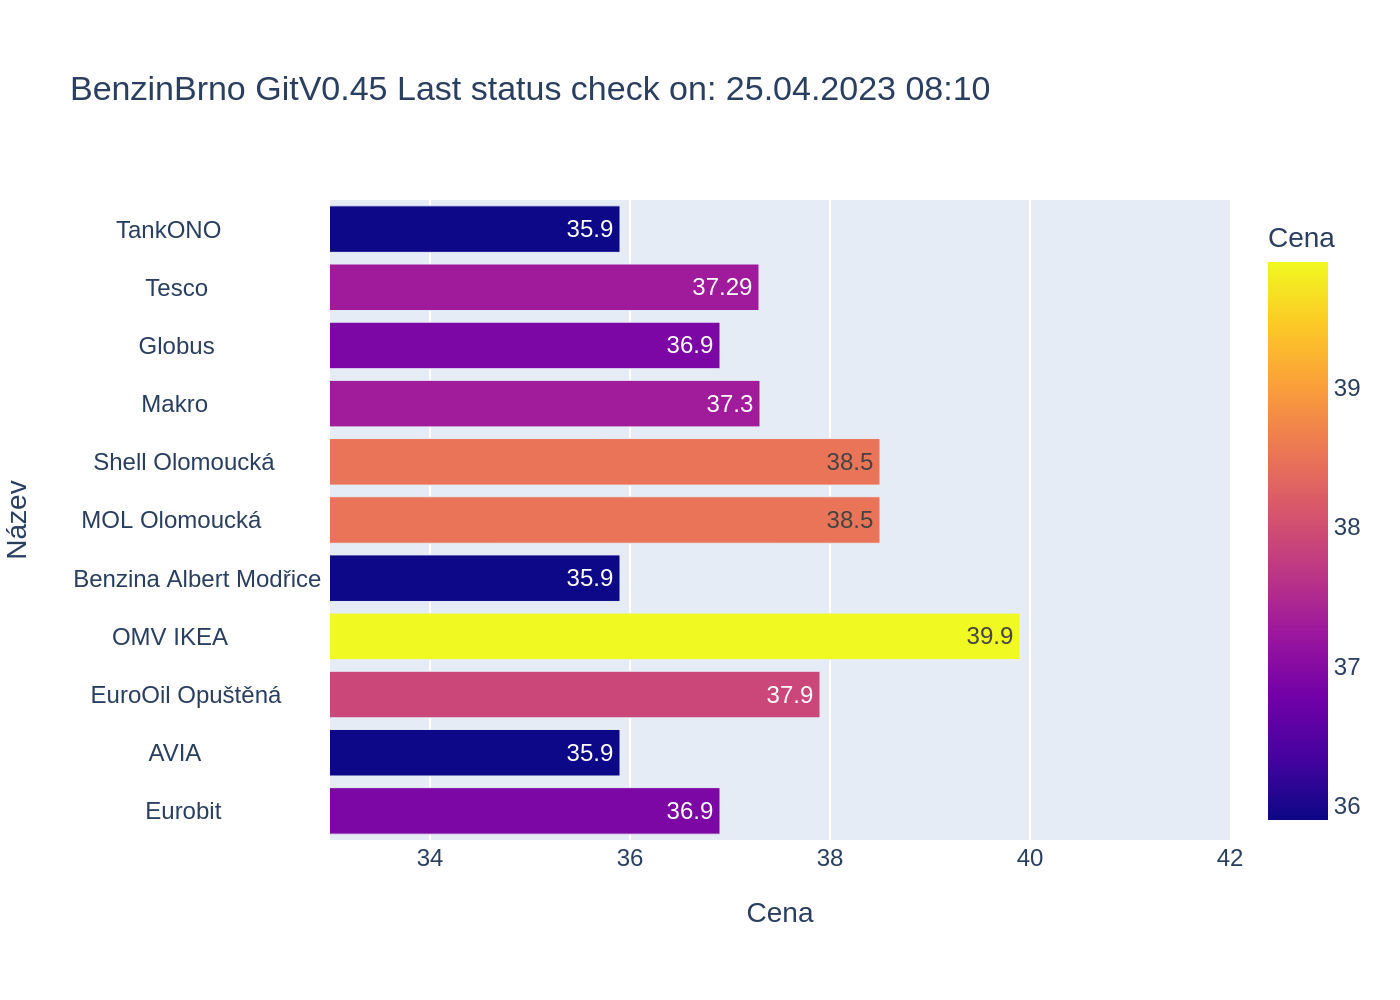 BenzinBrno GitV0.45 Last status check on: 25.04.2023 08:10
Název
TankONO 35.9
Tesco 37.29
Globus 36.9
Makro 37.3
Shell Olomoucká 38.5
MOL Olomoucká 38.5
Benzina Albert Modřice 35.9
OMV IKEA 39.9
EuroOil Opuštěná 37.9
AVIA 35.9
Eurobit 36.9
34 36 38 40 42
Cena
Cena
39
38
37
36